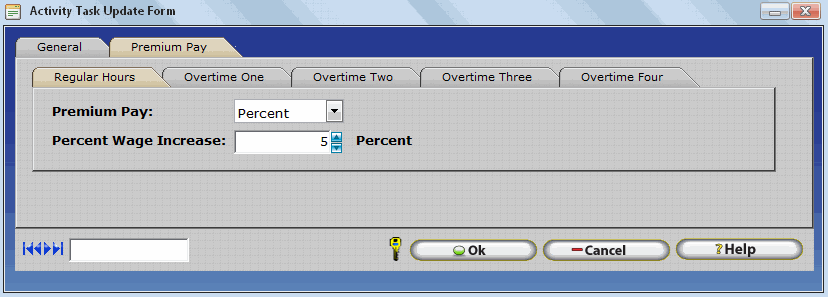 Activity Task Update Form
General Premium Pay
Regular Hours Overtime One Overtime Two Overtime Three Overtime Four
Premium Pay: Percent
Percent Wage Increase: 5 Percent
Ok Cancel ? Help